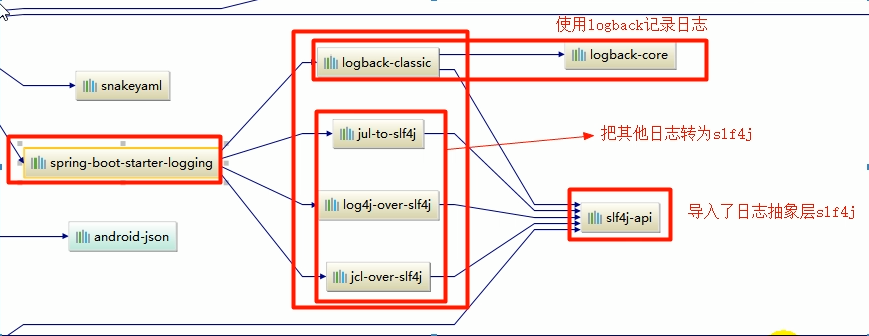 使用logback记录日志
logback-classic
logback-core
snakeyaml
jul-to-slf4j
把其他日志转为slf4j
spring-boot-starter-logging
log4j-over-slf4j
slf4j-api
导入了日志抽象层slf4j
android-json
jcl-over-slf4j